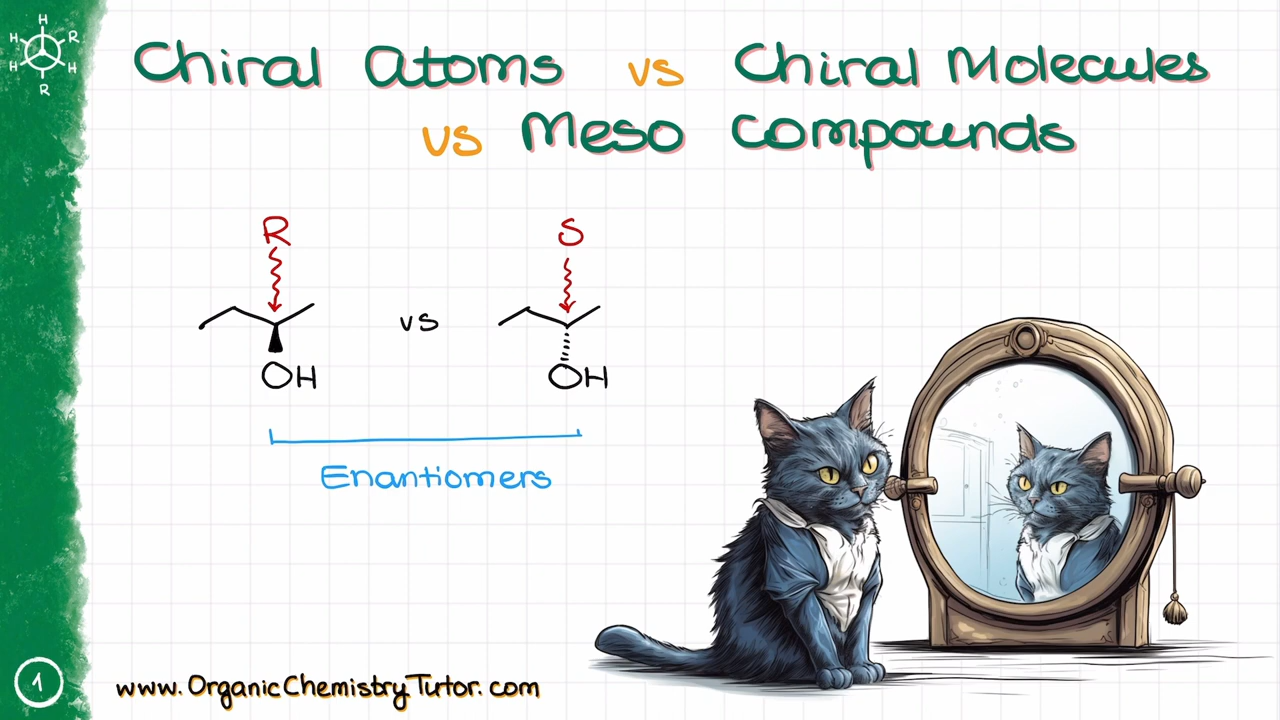 H
H R
H H
R
Chiral Atoms vs Chiral Molecules
vs Meso Compounds
R S
vs
OH OH
Enantiomers
1
www.OrganicChemistryTutor.com